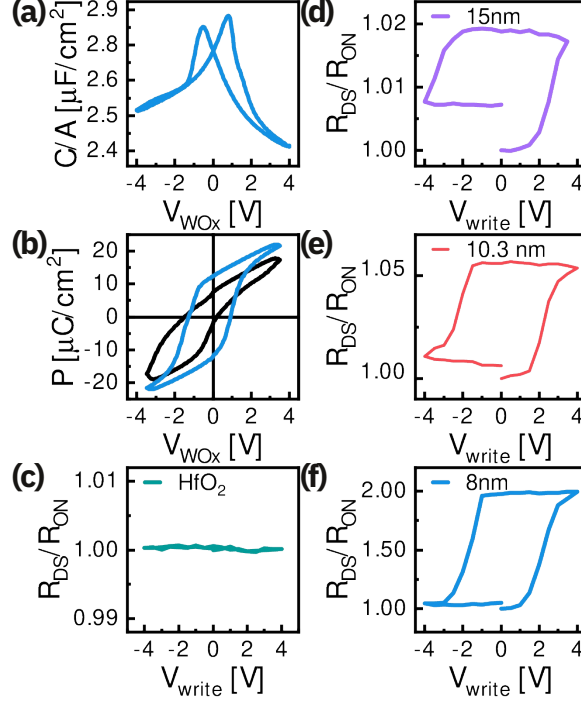 (a)
C/A [μF/cm²]
2.9
2.8
2.6
2.5
2.4
-4 -2 0 2 4
V_WOx [V]
(b)
P [μC/cm²]
20
10
0
-10
-20
-4 -2 0 2 4
V_WOx [V]
(c)
R_DS/R_ON
1.01
1.00
0.99
HfO₂
-4 -2 0 2 4
V_write [V]
(d)
R_DS/R_ON
1.02
1.01
1.00
15nm
-4 -2 0 2 4
V_write [V]
(e)
R_DS/R_ON
1.05
1.00
10.3 nm
-4 -2 0 2 4
V_write [V]
(f)
R_DS/R_ON
2.00
1.50
1.00
8nm
-4 -2 0 2 4
V_write [V]